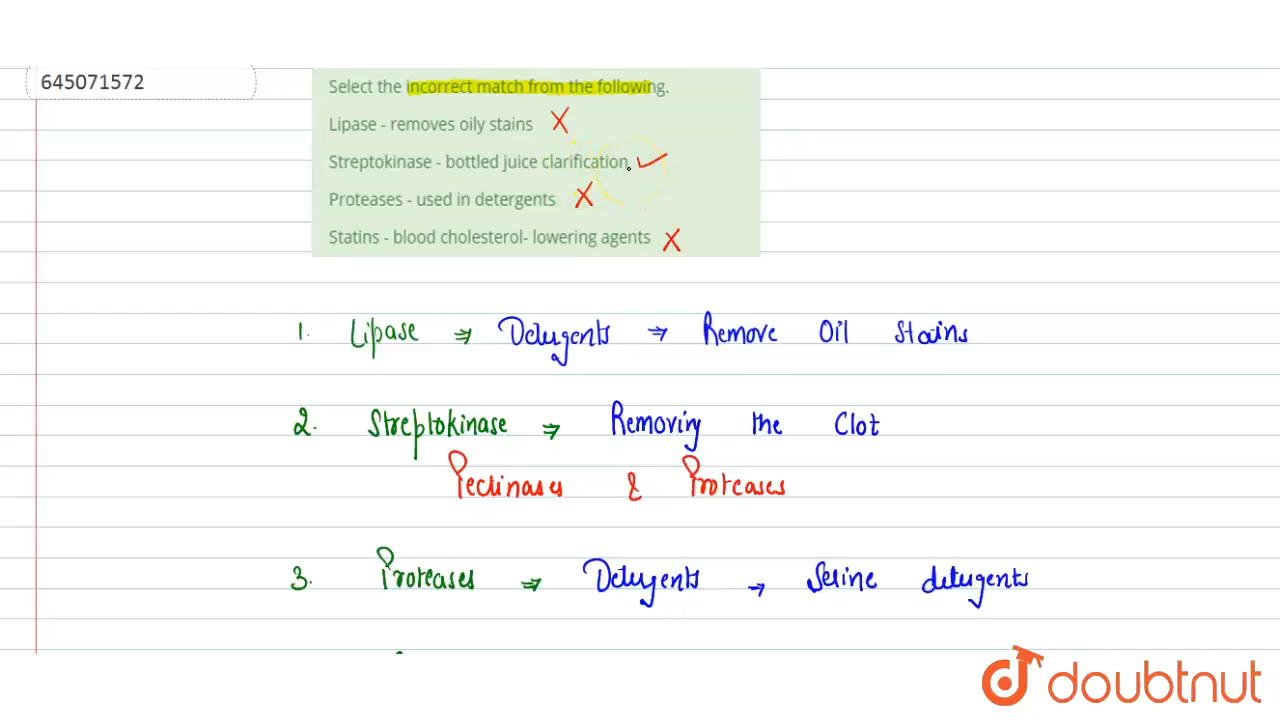 645071572
Select the incorrect match from the following.
Lipase - removes oily stains X
Streptokinase - bottled juice clarification ✓
Proteases - used in detergents X
Statins - blood cholesterol- lowering agents X
1. Lipase ⇒ Detergents → Remove Oil Stains
2. Streptokinase ⇒ Removing the Clot
Pectinases & Proteases
3. Proteases ⇒ Detergents → Serine detergents
doubtnut